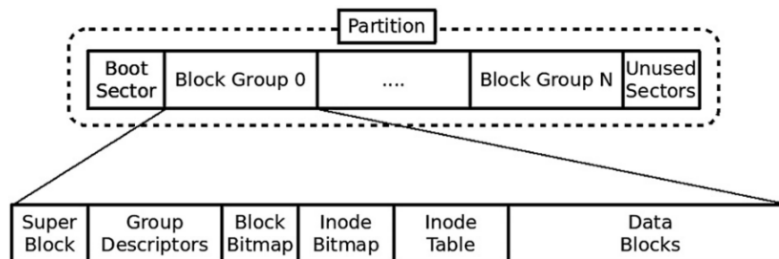 Partition
Boot
Sector
Block Group 0
....
Block Group N
Unused
Sectors
Super
Block
Group
Descriptors
Block
Bitmap
Inode
Bitmap
Inode
Table
Data
Blocks